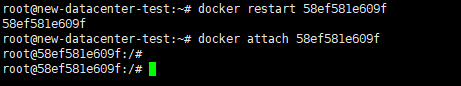 root@new-datacenter-test:~# docker restart 58ef581e609f
58ef581e609f
root@new-datacenter-test:~# docker attach 58ef581e609f
root@58ef581e609f:/#
root@58ef581e609f:/#